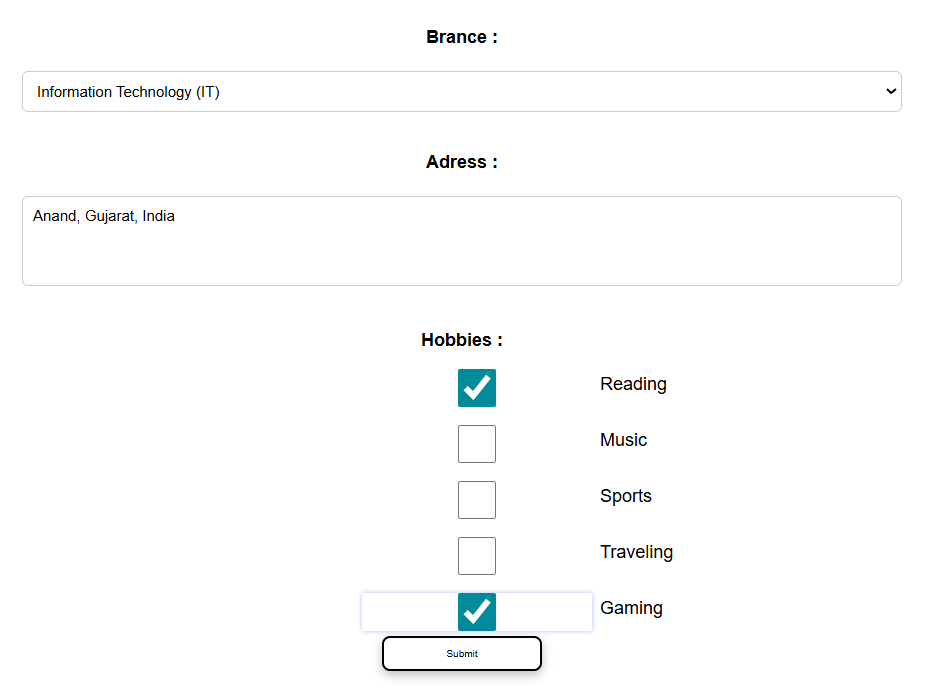 Brance :
Information Technology (IT)
Adress :
Anand, Gujarat, India
Hobbies :
Reading
Music
Sports
Traveling
Gaming
Submit